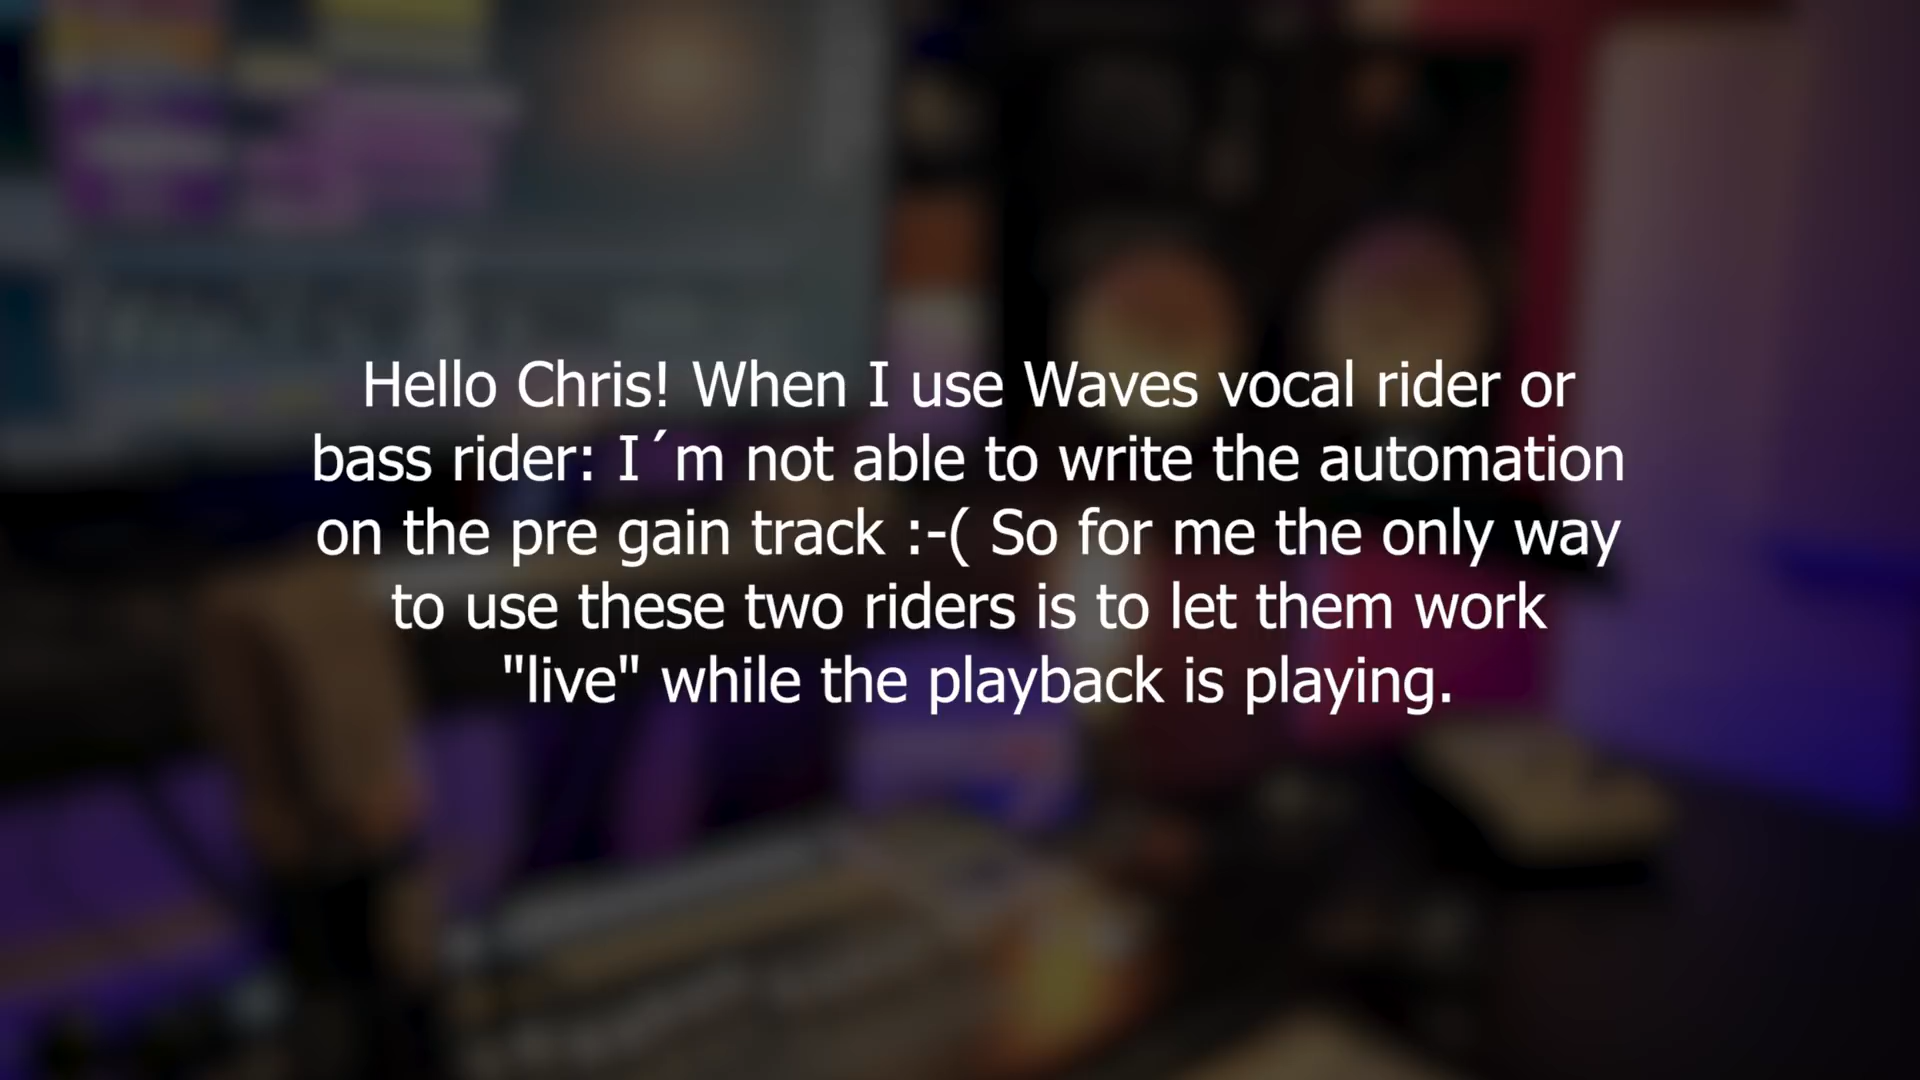 Hello Chris! When I use Waves vocal rider or
bass rider: I´m not able to write the automation
on the pre gain track :-( So for me the only way
to use these two riders is to let them work
"live" while the playback is playing.